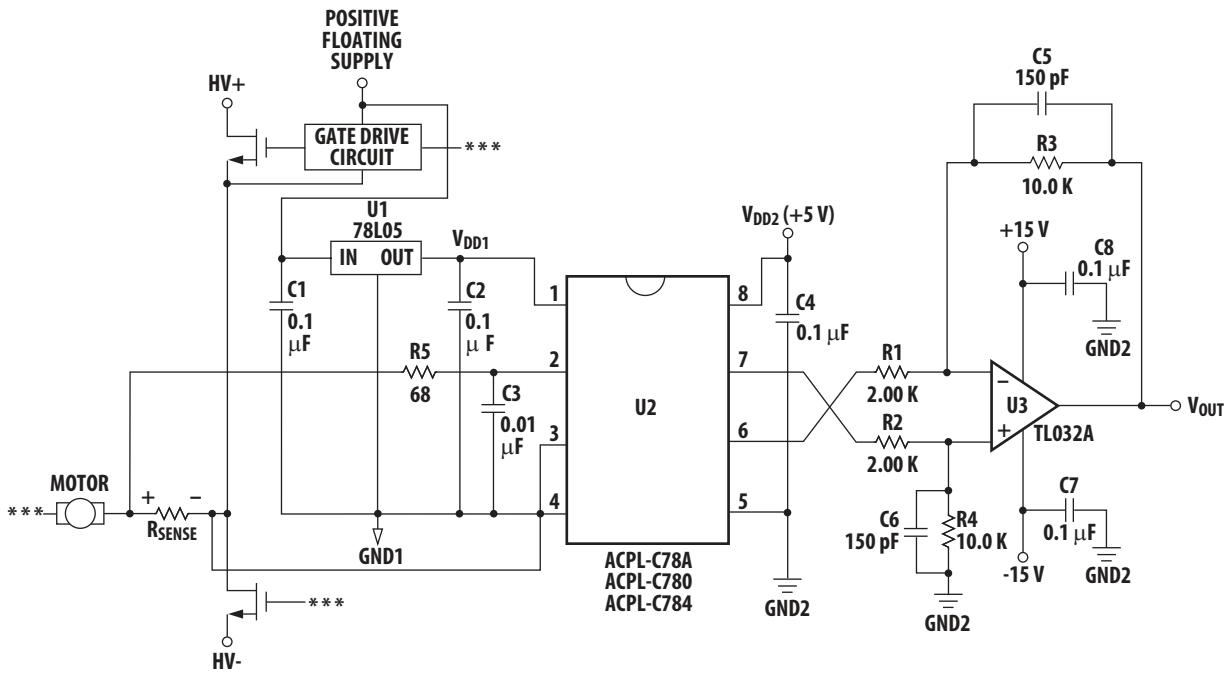 POSITIVE
FLOATING
SUPPLY
HV+
GATE DRIVE
CIRCUIT
***
U1
78L05
IN OUT
VDD1
C1
0.1
μF
C2
0.1
μF
R5
68
C3
0.01
μF
MOTOR
***
+ −
RSENSE
GND1
***
HV-
1
2
3
4
8
7
6
5
U2
ACPL-C78A
ACPL-C780
ACPL-C784
VDD2 (+5 V)
C4
0.1 μF
GND2
R1
2.00 K
R2
2.00 K
C5
150 pF
R3
10.0 K
+15 V
C8
0.1 μF
GND2
−
U3
+
TL032A
VOUT
C6
150 pF
R4
10.0 K
GND2
C7
0.1 μF
GND2
-15 V